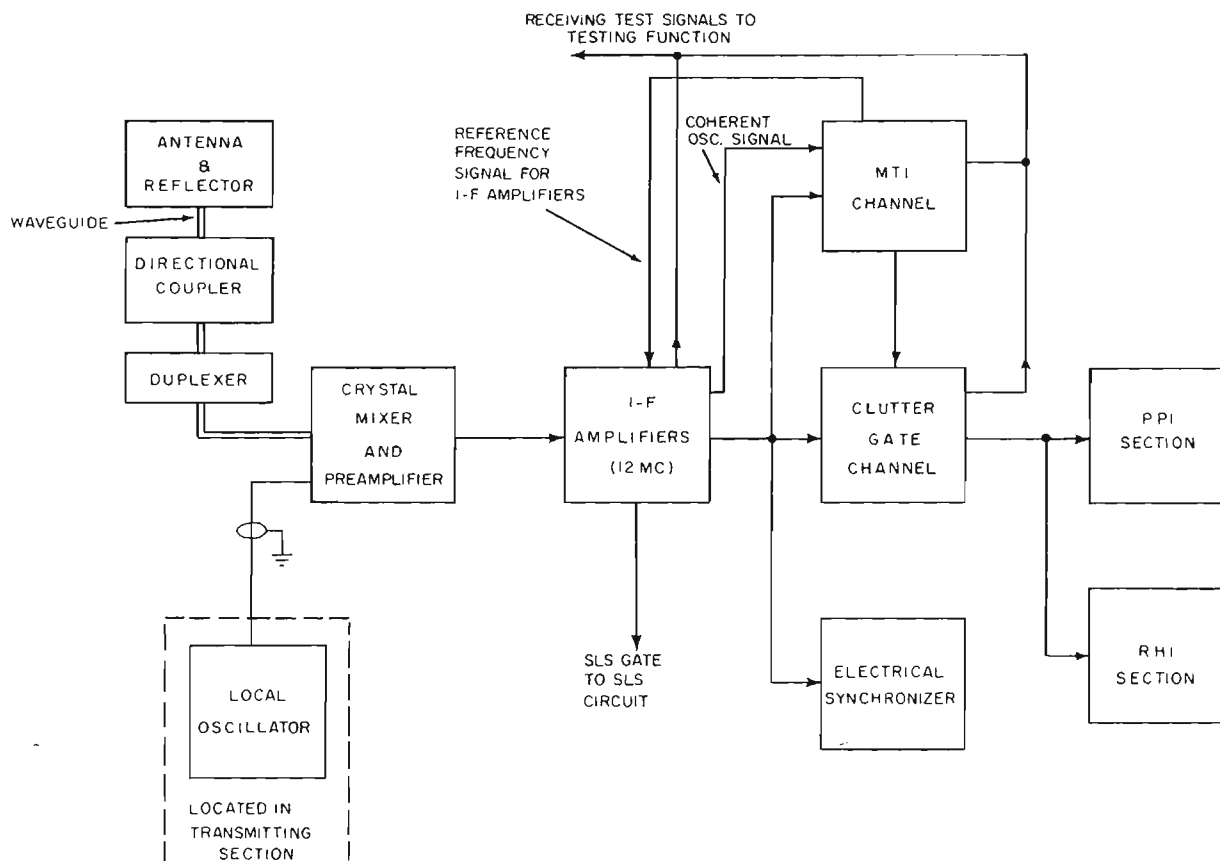 RECEIVING TEST SIGNALS TO
TESTING FUNCTION
ANTENNA
&
REFLECTOR
WAVEGUIDE
DIRECTIONAL
COUPLER
DUPLEXER
CRYSTAL
MIXER
AND
PREAMPLIFIER
LOCAL
OSCILLATOR
LOCATED IN
TRANSMITTING
SECTION
REFERENCE
FREQUENCY
SIGNAL FOR
I-F AMPLIFIERS
COHERENT
OSC. SIGNAL
I-F
AMPLIFIERS
(12 MC)
SLS GATE
TO SLS
CIRCUIT
MTI
CHANNEL
CLUTTER
GATE
CHANNEL
ELECTRICAL
SYNCHRONIZER
PPI
SECTION
RHI
SECTION